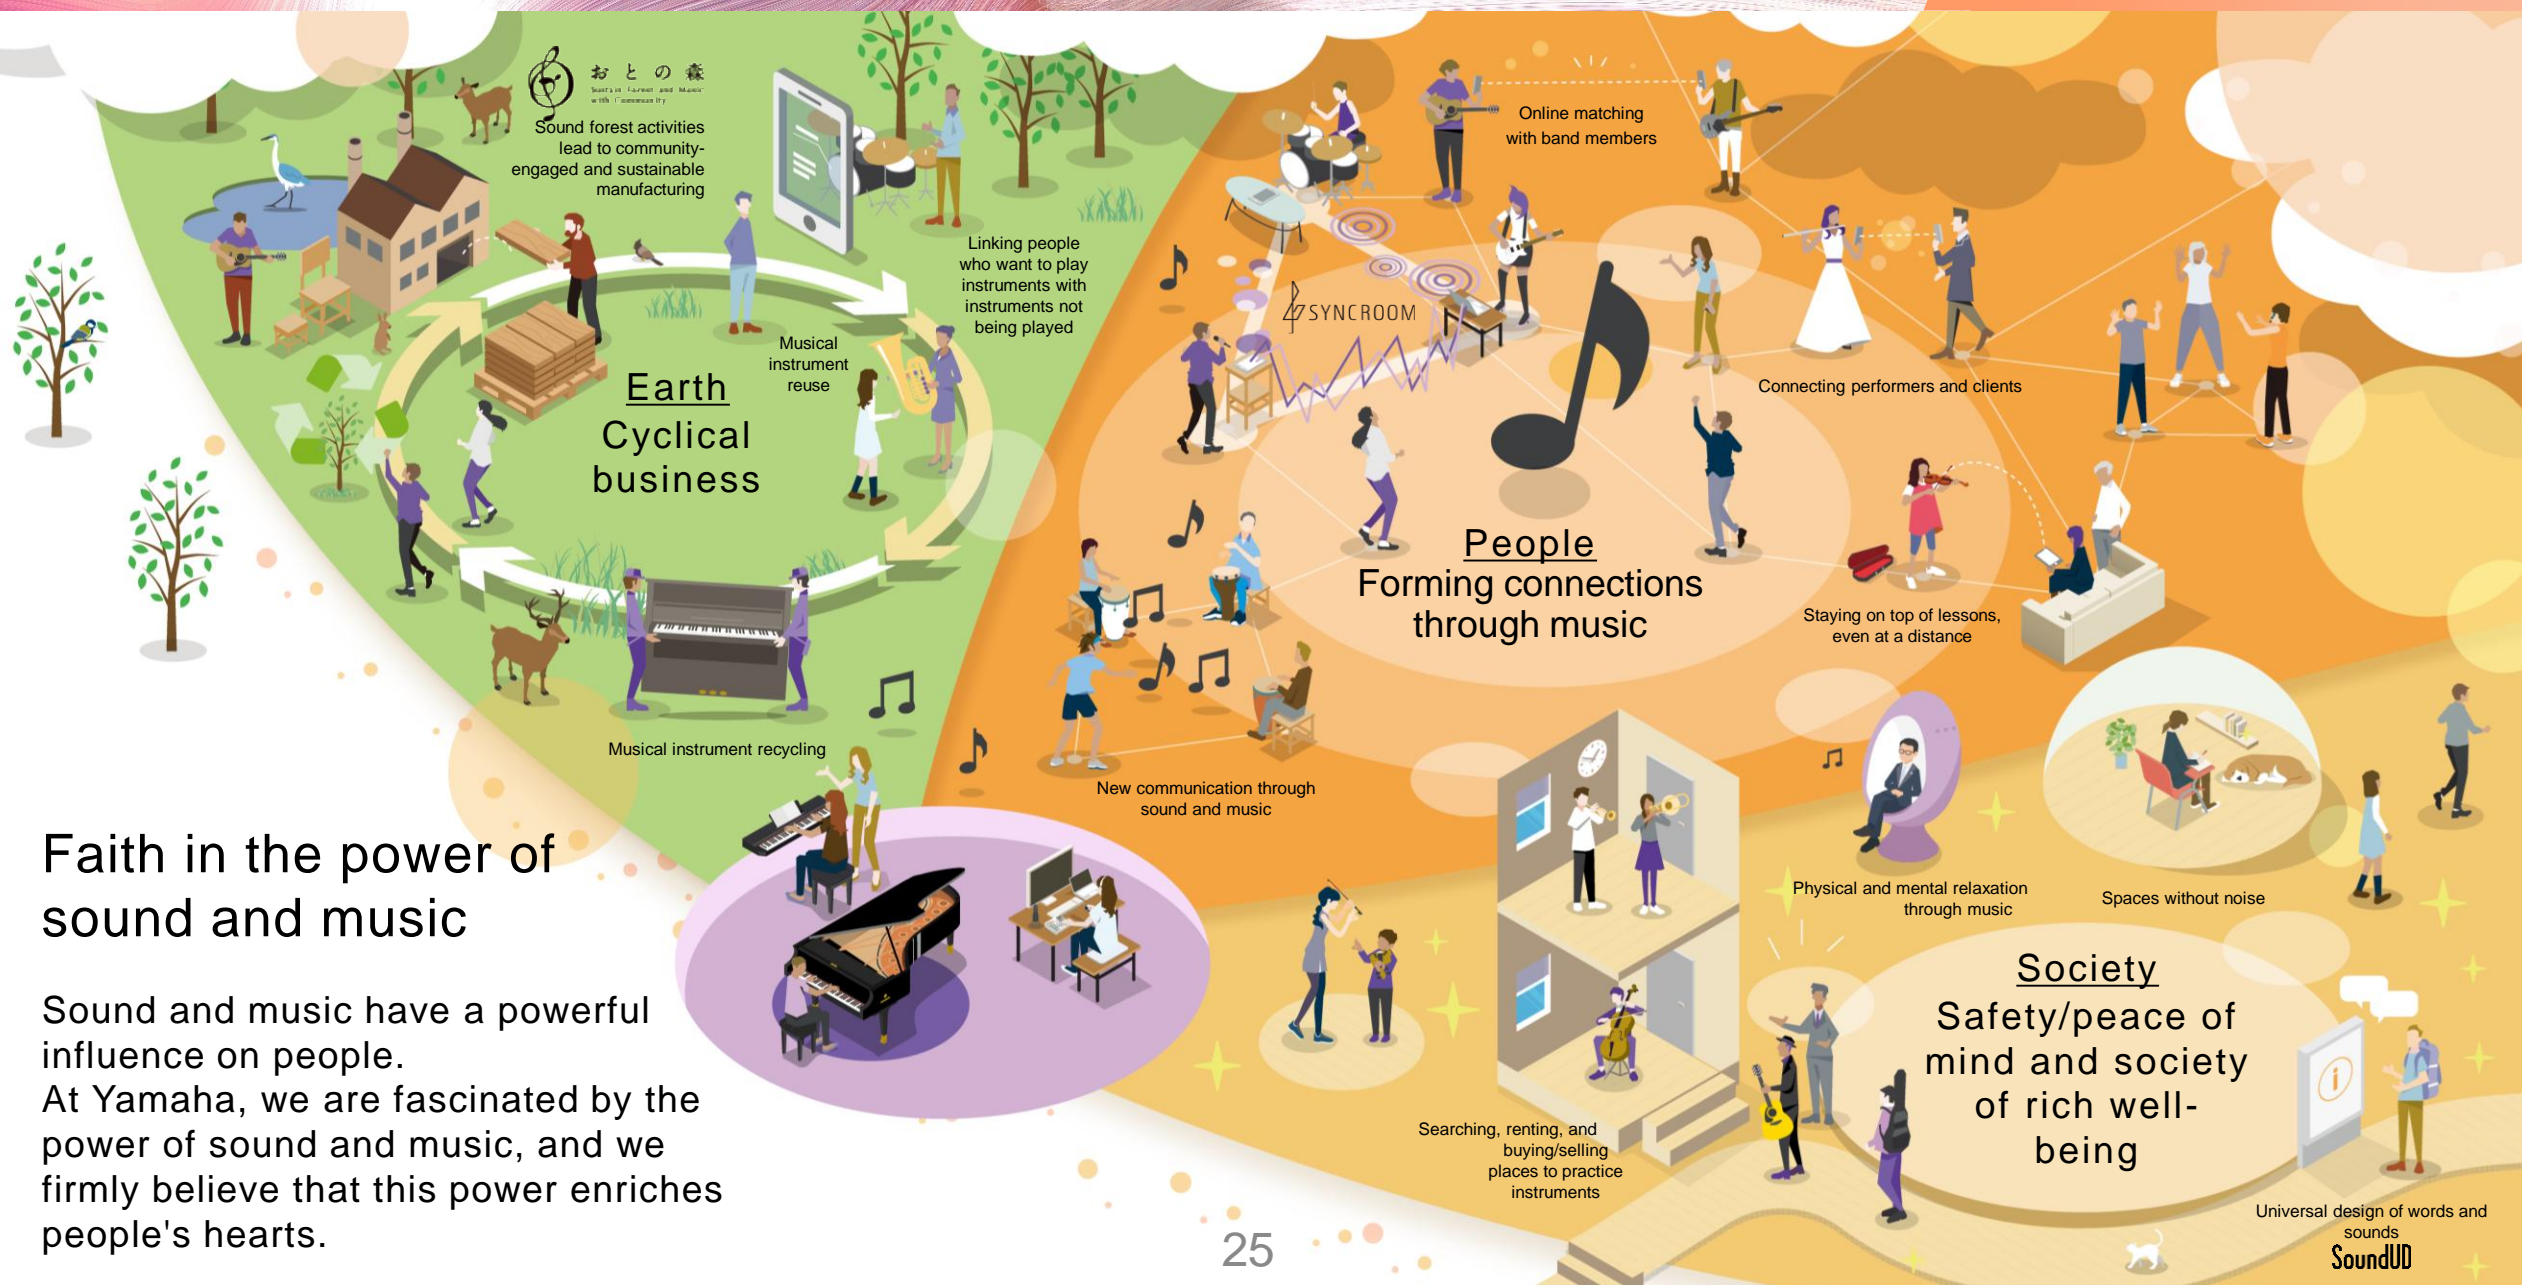 おとの森
Sustain Forest and Music
with Community
Sound forest activities
lead to community-
engaged and sustainable
manufacturing
Linking people
who want to play
instruments with
instruments not
being played
Musical
instrument
reuse
Earth
Cyclical
business
Musical instrument recycling
Online matching
with band members
SYNCROOM
Connecting performers and clients
People
Forming connections
through music
Staying on top of lessons,
even at a distance
New communication through
sound and music
Physical and mental relaxation
through music
Spaces without noise
Society
Safety/peace of
mind and society
of rich well-
being
Searching, renting, and
buying/selling
places to practice
instruments
i
Universal design of words and
sounds
SoundUD
Faith in the power of
sound and music
Sound and music have a powerful
influence on people.
At Yamaha, we are fascinated by the
power of sound and music, and we
firmly believe that this power enriches
people's hearts.
25